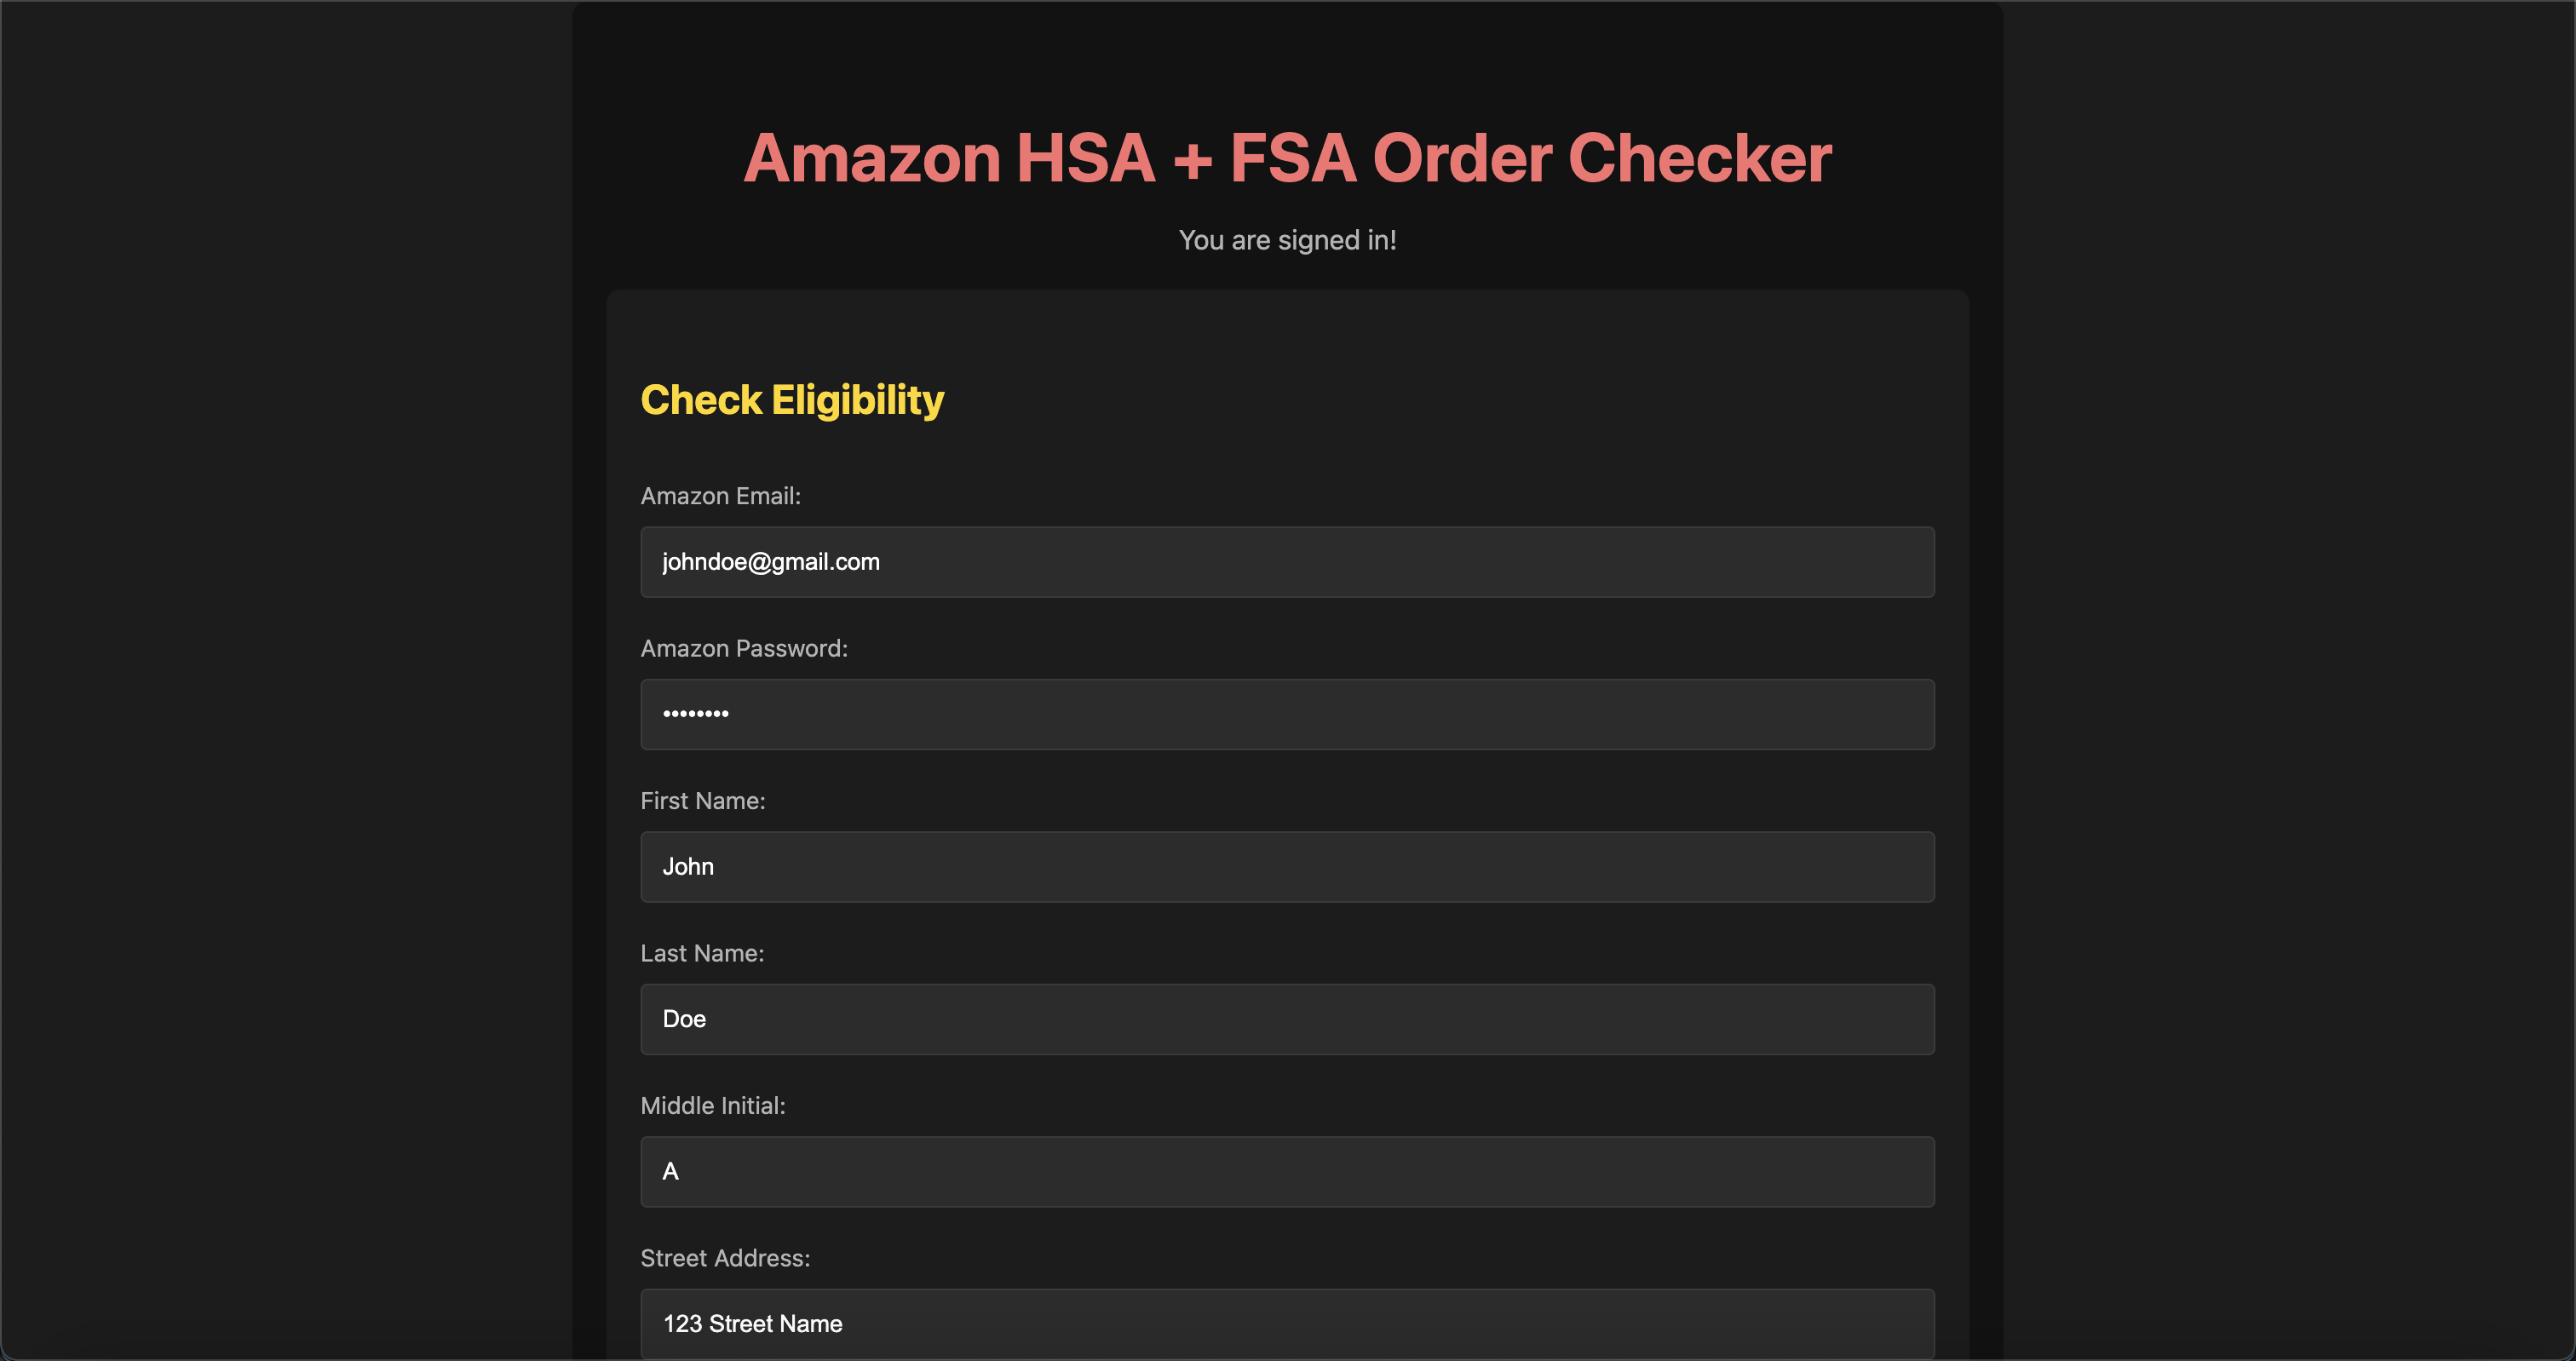 Amazon HSA + FSA Order Checker
You are signed in!
Check Eligibility
Amazon Email:
johndoe@gmail.com
Amazon Password:
••••••••
First Name:
John
Last Name:
Doe
Middle Initial:
A
Street Address:
123 Street Name